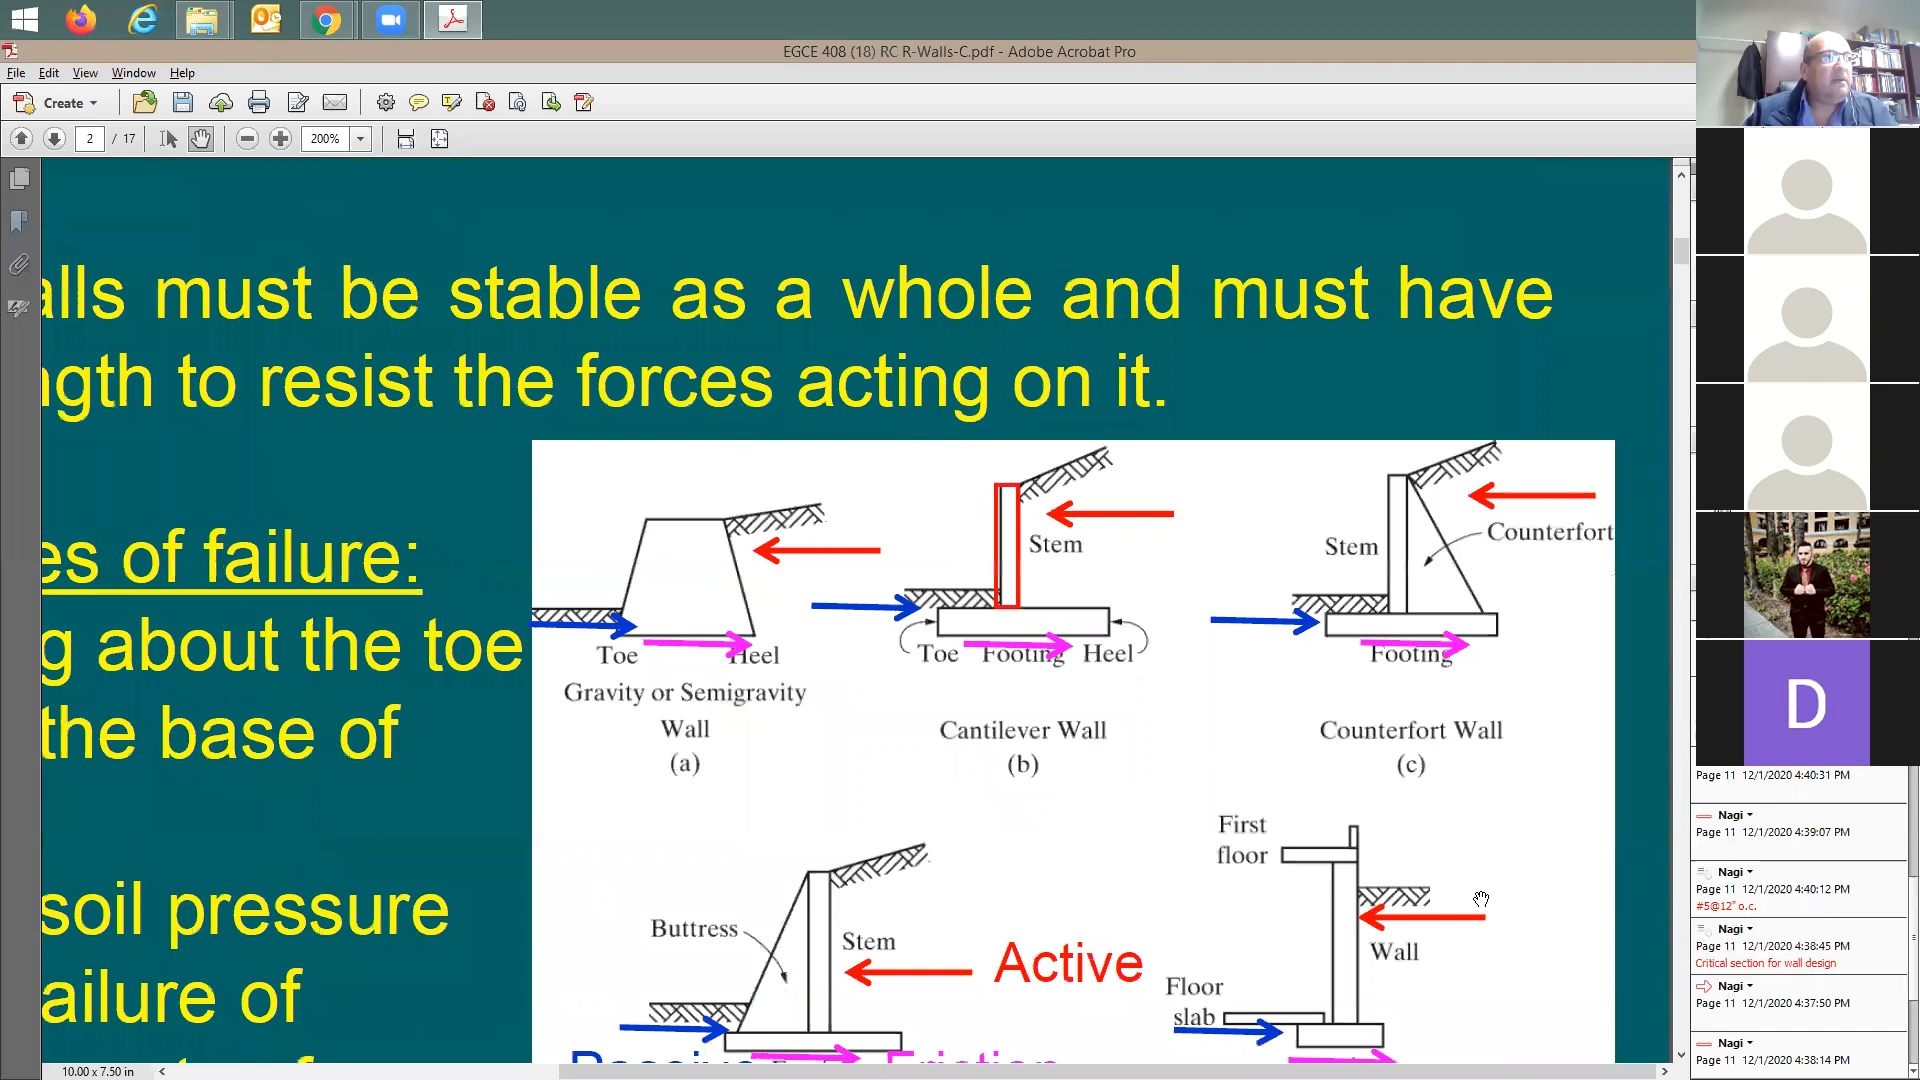 EGCE 408 (18) RC R-Walls-C.pdf - Adobe Acrobat Pro
File Edit View Window Help
Create
2 / 17 200%
alls must be stable as a whole and must have
ngth to resist the forces acting on it.
es of failure:
g about the toe
the base of
soil pressure
ailure of
Stem
Toe Footing Heel
Cantilever Wall
(b)
Toe Heel
Gravity or Semigravity
Wall
(a)
Stem Counterfort
Footing
Counterfort Wall
(c)
Buttress Stem
Active
Passive Friction
First
floor
Wall
Floor
slab
D
Page 11 12/1/2020 4:40:31 PM
Nagi
Page 11 12/1/2020 4:39:07 PM
Nagi
Page 11 12/1/2020 4:40:12 PM
#5@12" o.c.
Nagi
Page 11 12/1/2020 4:38:45 PM
Critical section for wall design
Nagi
Page 11 12/1/2020 4:37:50 PM
Nagi
Page 11 12/1/2020 4:38:14 PM
10.00 x 7.50 in